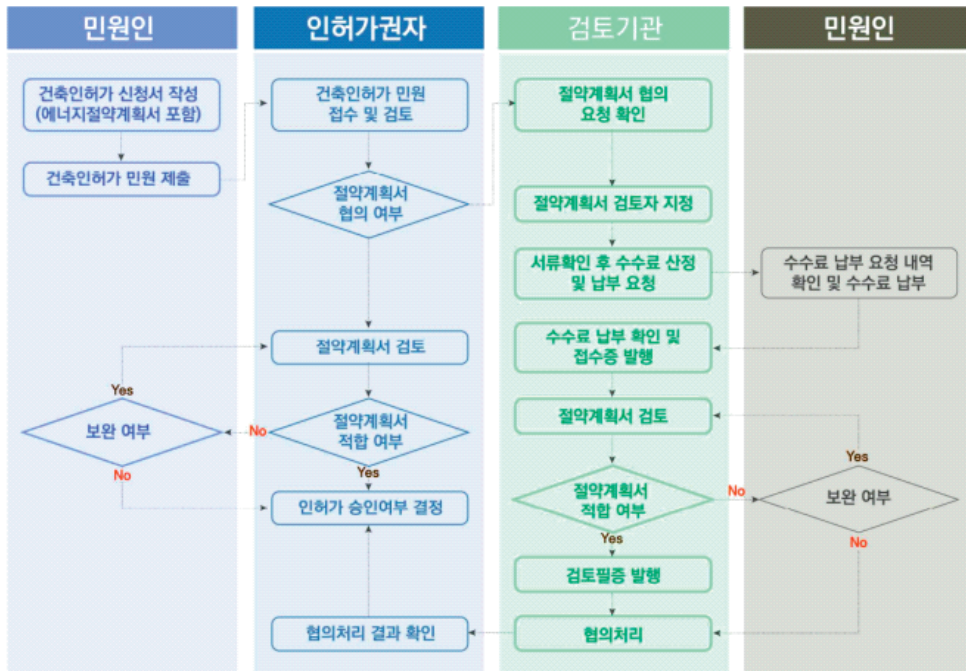 민원인
인허가권자
검토기관
민원인
건축인허가 신청서 작성
(에너지절약계획서 포함)
건축인허가 민원 제출
건축인허가 민원
접수 및 검토
절약계획서
협의 여부
절약계획서 협의
요청 확인
절약계획서 검토자 지정
서류확인 후 수수료 산정
및 납부 요청
수수료 납부 요청 내역
확인 및 수수료 납부
수수료 납부 확인 및
접수증 발행
절약계획서 검토
Yes
보완 여부
No
No
절약계획서
적합 여부
Yes
인허가 승인여부 결정
협의처리 결과 확인
절약계획서 검토
절약계획서
적합 여부
No
Yes
검토필증 발행
협의처리
Yes
보완 여부
No